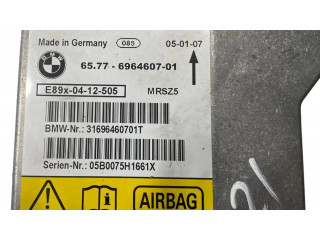 Made in Germany 085 05-01-07
65.77 - 6964607-01
E89x-04-12-505 MRSZ5
BMW-Nr.: 31696460701T
Serien-Nr.: 05B0075H1661X
AIRBAG
21